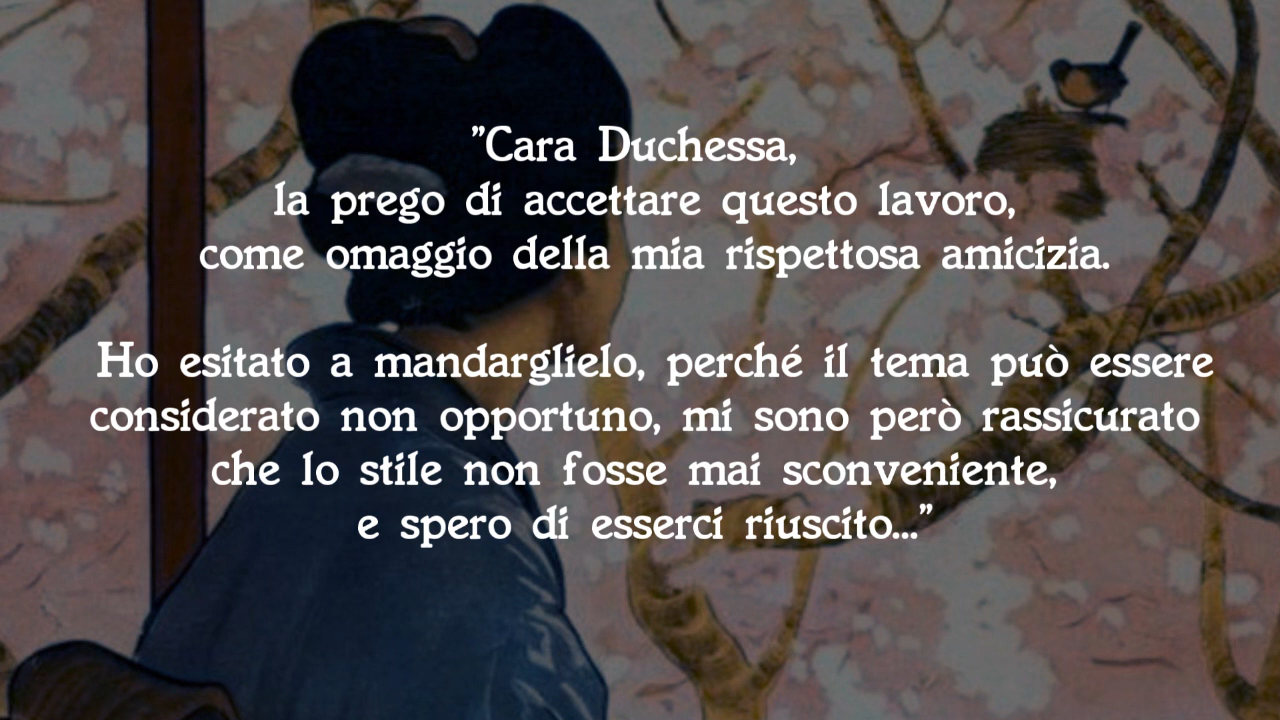 "Cara Duchessa,
la prego di accettare questo lavoro,
come omaggio della mia rispettosa amicizia.
Ho esitato a mandarglielo, perché il tema può essere
considerato non opportuno, mi sono però rassicurato
che lo stile non fosse mai sconveniente,
e spero di esserci riuscito..."